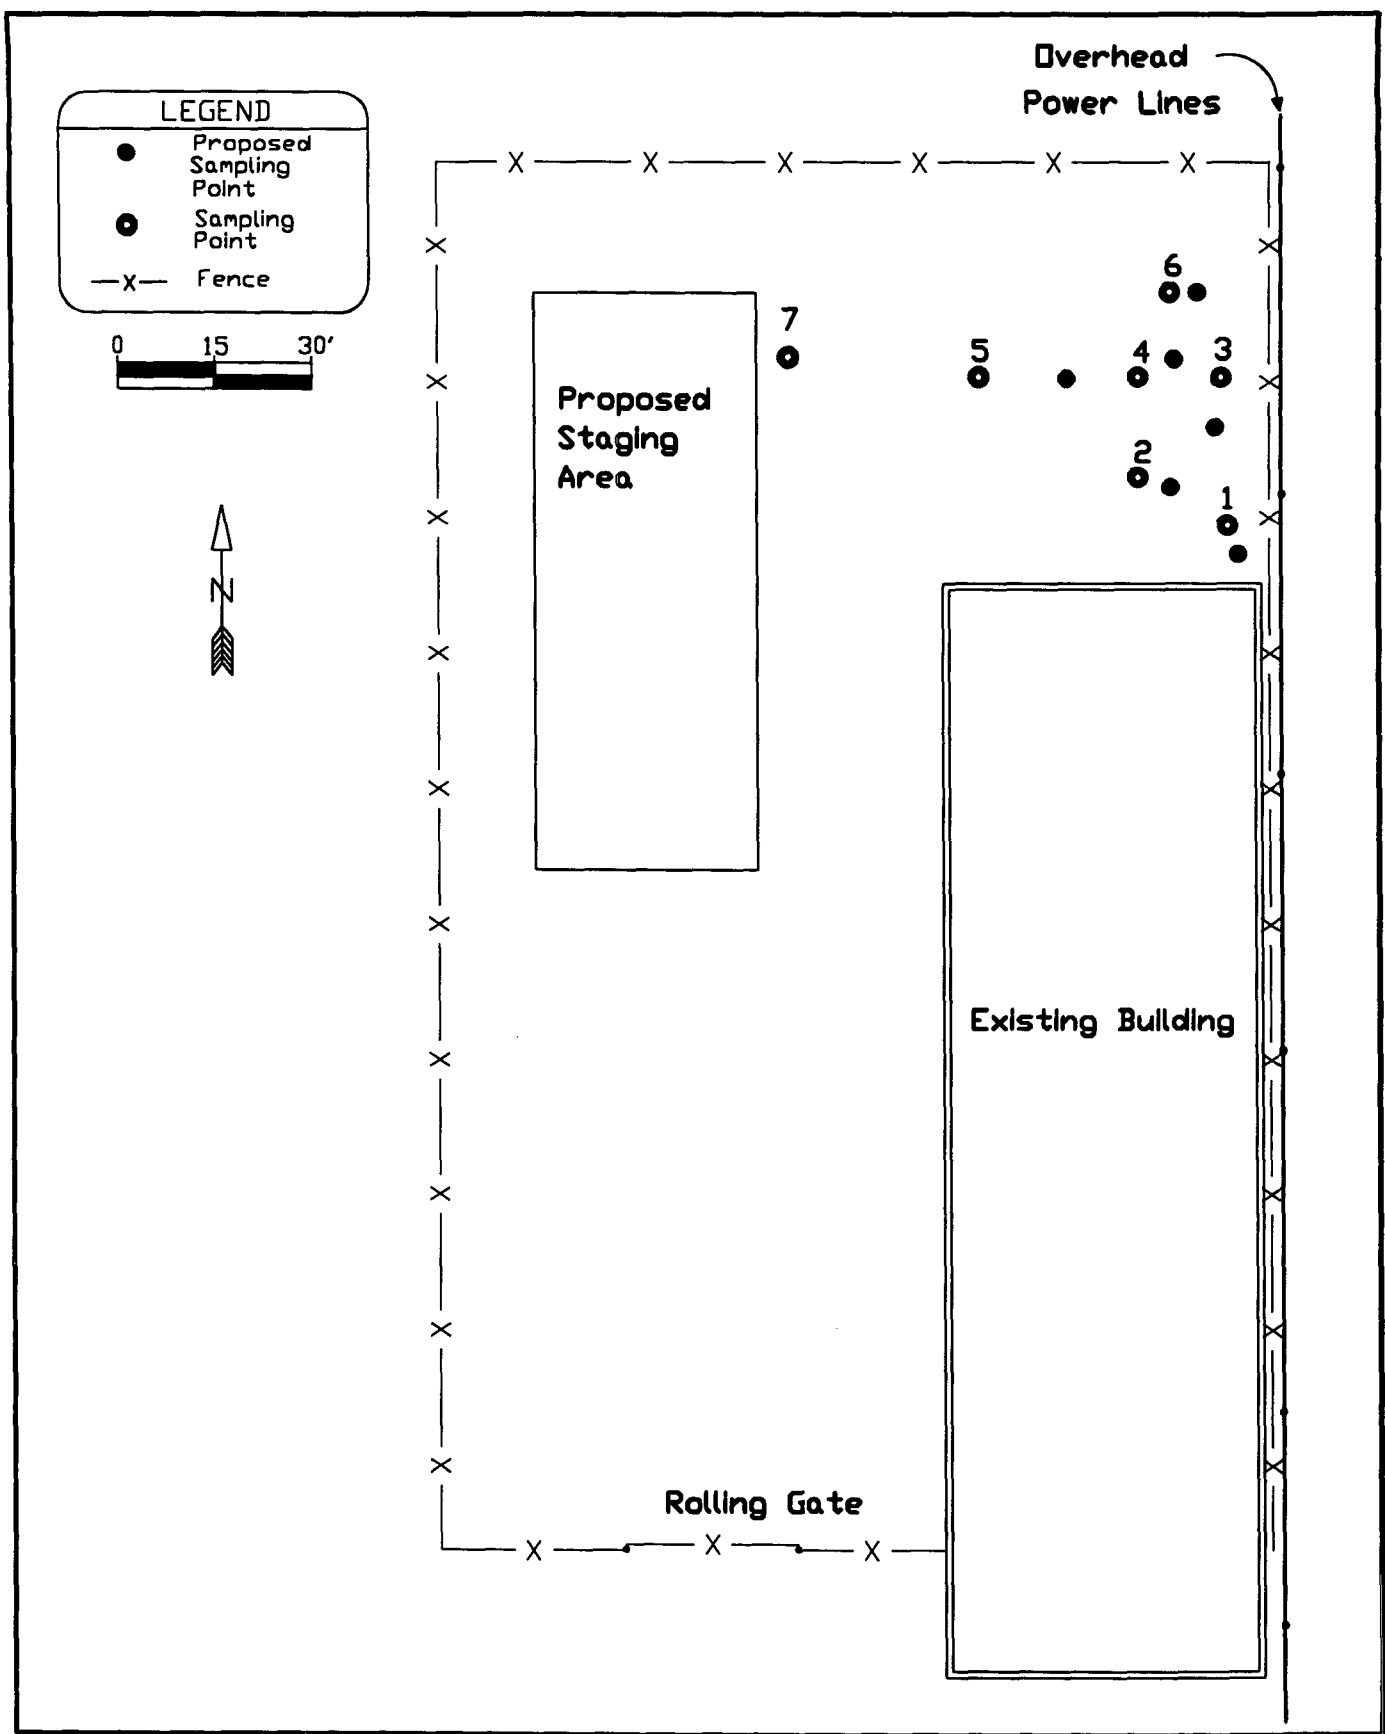 Overhead
Power Lines
LEGEND
Proposed
Sampling
Point
Sampling
Point
—X— Fence
0 15 30'
N
X X X X X X
6
7
5 4 3
2
1
Proposed
Staging
Area
Existing Building
Rolling Gate
X X X